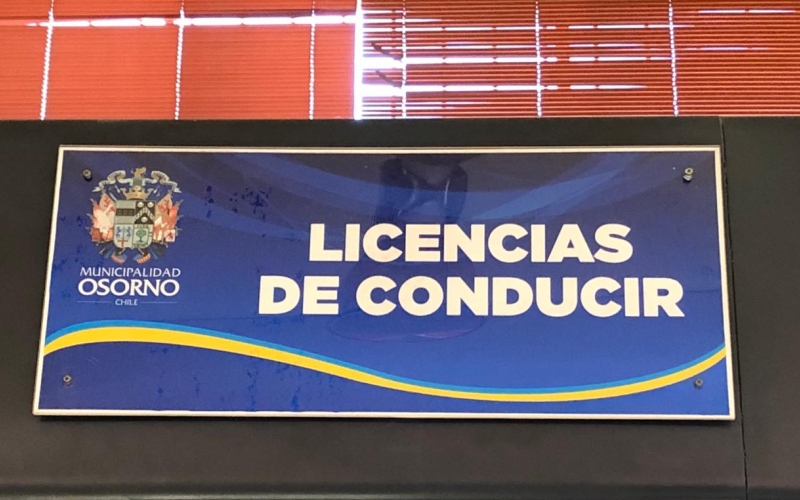 MUNICIPALIDAD
OSORNO
CHILE
LICENCIAS
DE CONDUCIR